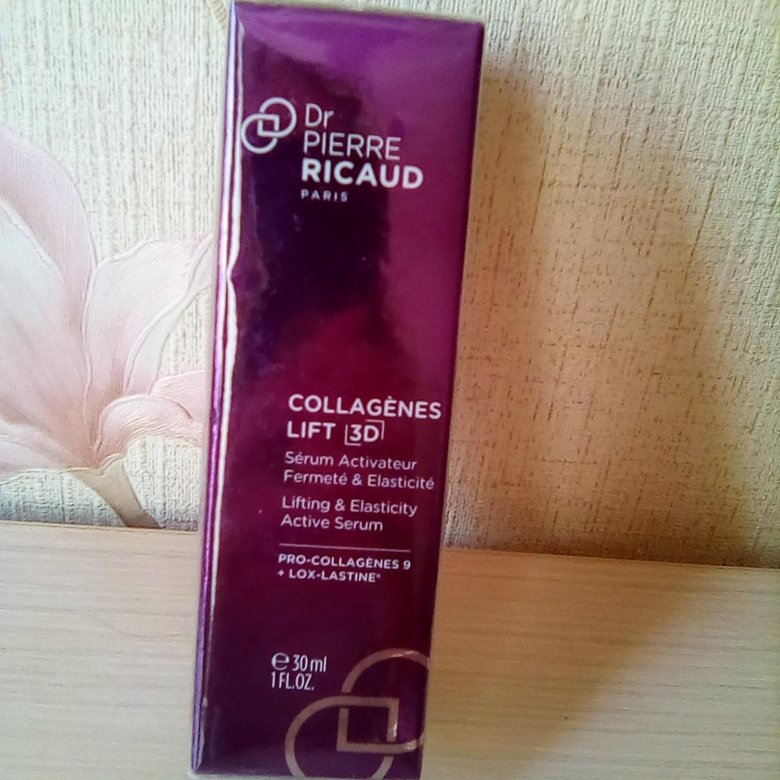 Dr
PIERRE
RICAUD
PARIS
COLLAGÈNES
LIFT 3D
Sérum Activateur
Fermeté & Elasticité
Lifting & Elasticity
Active Serum
PRO-COLLAGÈNES 9
+ LOX-LASTINE®
℮ 30 ml
1 FL.OZ.